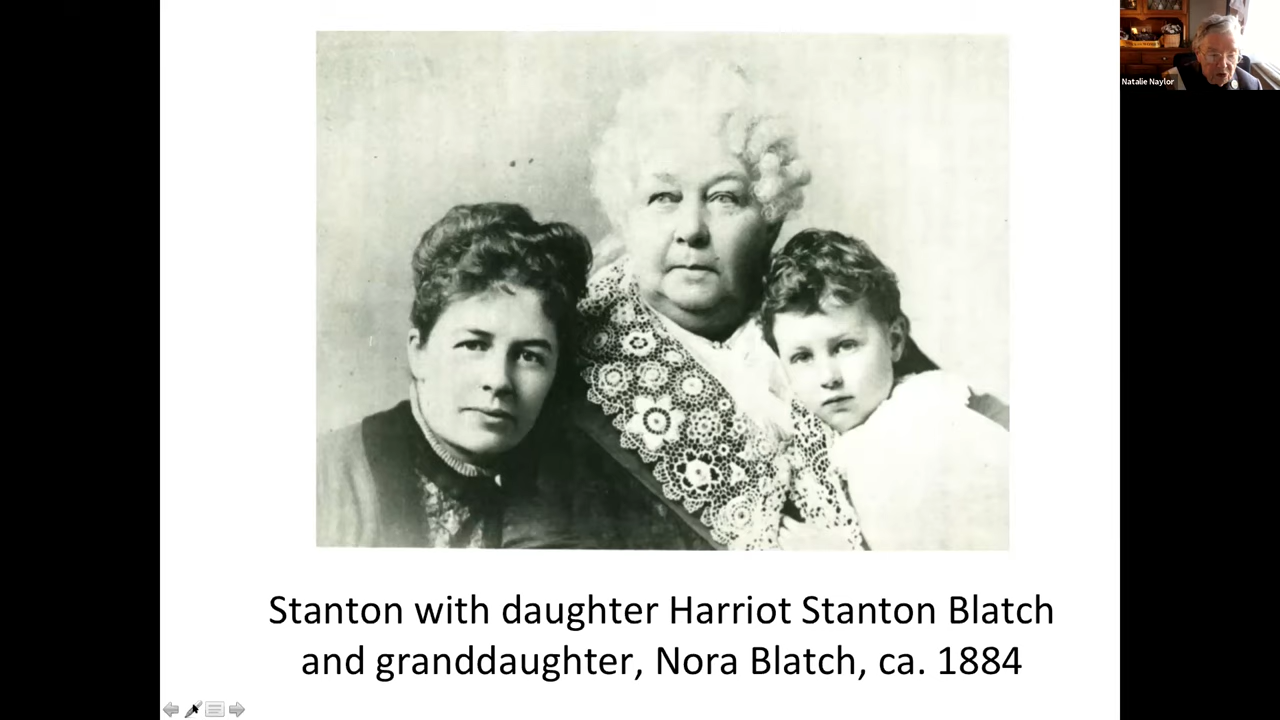 Natalie Naylor
Stanton with daughter Harriot Stanton Blatch
and granddaughter, Nora Blatch, ca. 1884